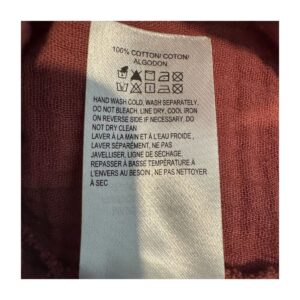 100% COTTON/ COTON/
ALGODON
HAND WASH COLD, WASH SEPARATELY,
DO NOT BLEACH, LINE DRY, COOL IRON
ON REVERSE SIDE IF NECESSARY, DO
NOT DRY CLEAN
LAVER À LA MAIN ET À L'EAU FROIDE ,
LAVER SÉPARÉMENT, NE PAS
JAVELLISER, LIGNE DE SÉCHAGE,
REPASSER À BASSE TEMPÉRATURE À
L'ENVERS AU BESOIN , NE PAS NETTOYER
À SEC